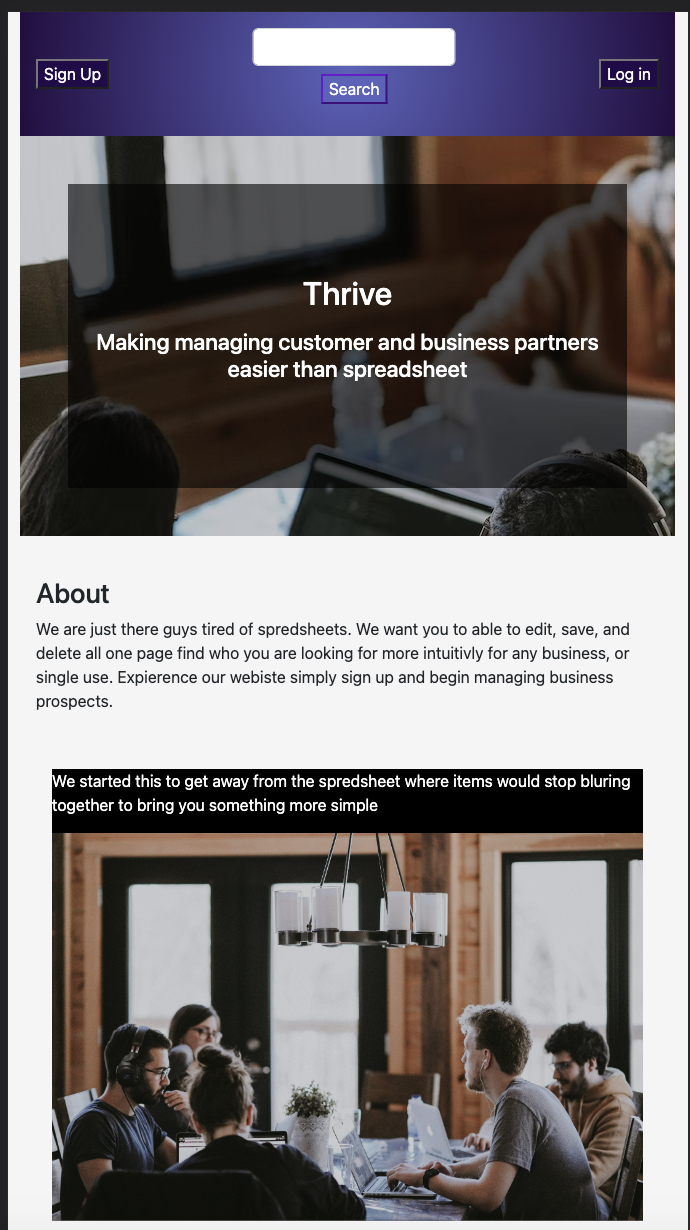 Sign Up
Search
Log in
Thrive
Making managing customer and business partners
easier than spreadsheet
About
We are just there guys tired of spredsheets. We want you to able to edit, save, and
delete all one page find who you are looking for more intuitivly for any business, or
single use. Expierence our webiste simply sign up and begin managing business
prospects.
We started this to get away from the spredsheet where items would stop bluring
together to bring you something more simple